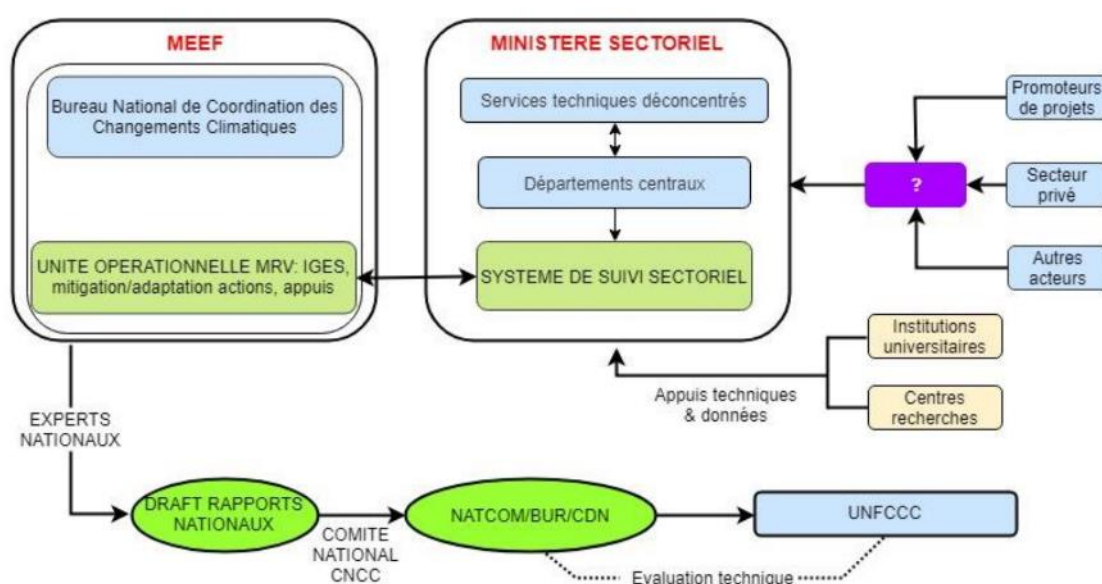 MEEF
Bureau National de Coordination des
Changements Climatiques
UNITE OPERATIONNELLE MRV: IGES,
mitigation/adaptation actions, appuis
MINISTERE SECTORIEL
Services techniques déconcentrés
Départements centraux
SYSTEME DE SUIVI SECTORIEL
?
Promoteurs
de projets
Secteur
privé
Autres
acteurs
Institutions
universitaires
Centres
recherches
Appuis techniques
& données
EXPERTS
NATIONAUX
DRAFT RAPPORTS
NATIONAUX
COMITE
NATIONAL
CNCC
NATCOM/BUR/CDN
UNFCCC
Evaluation technique